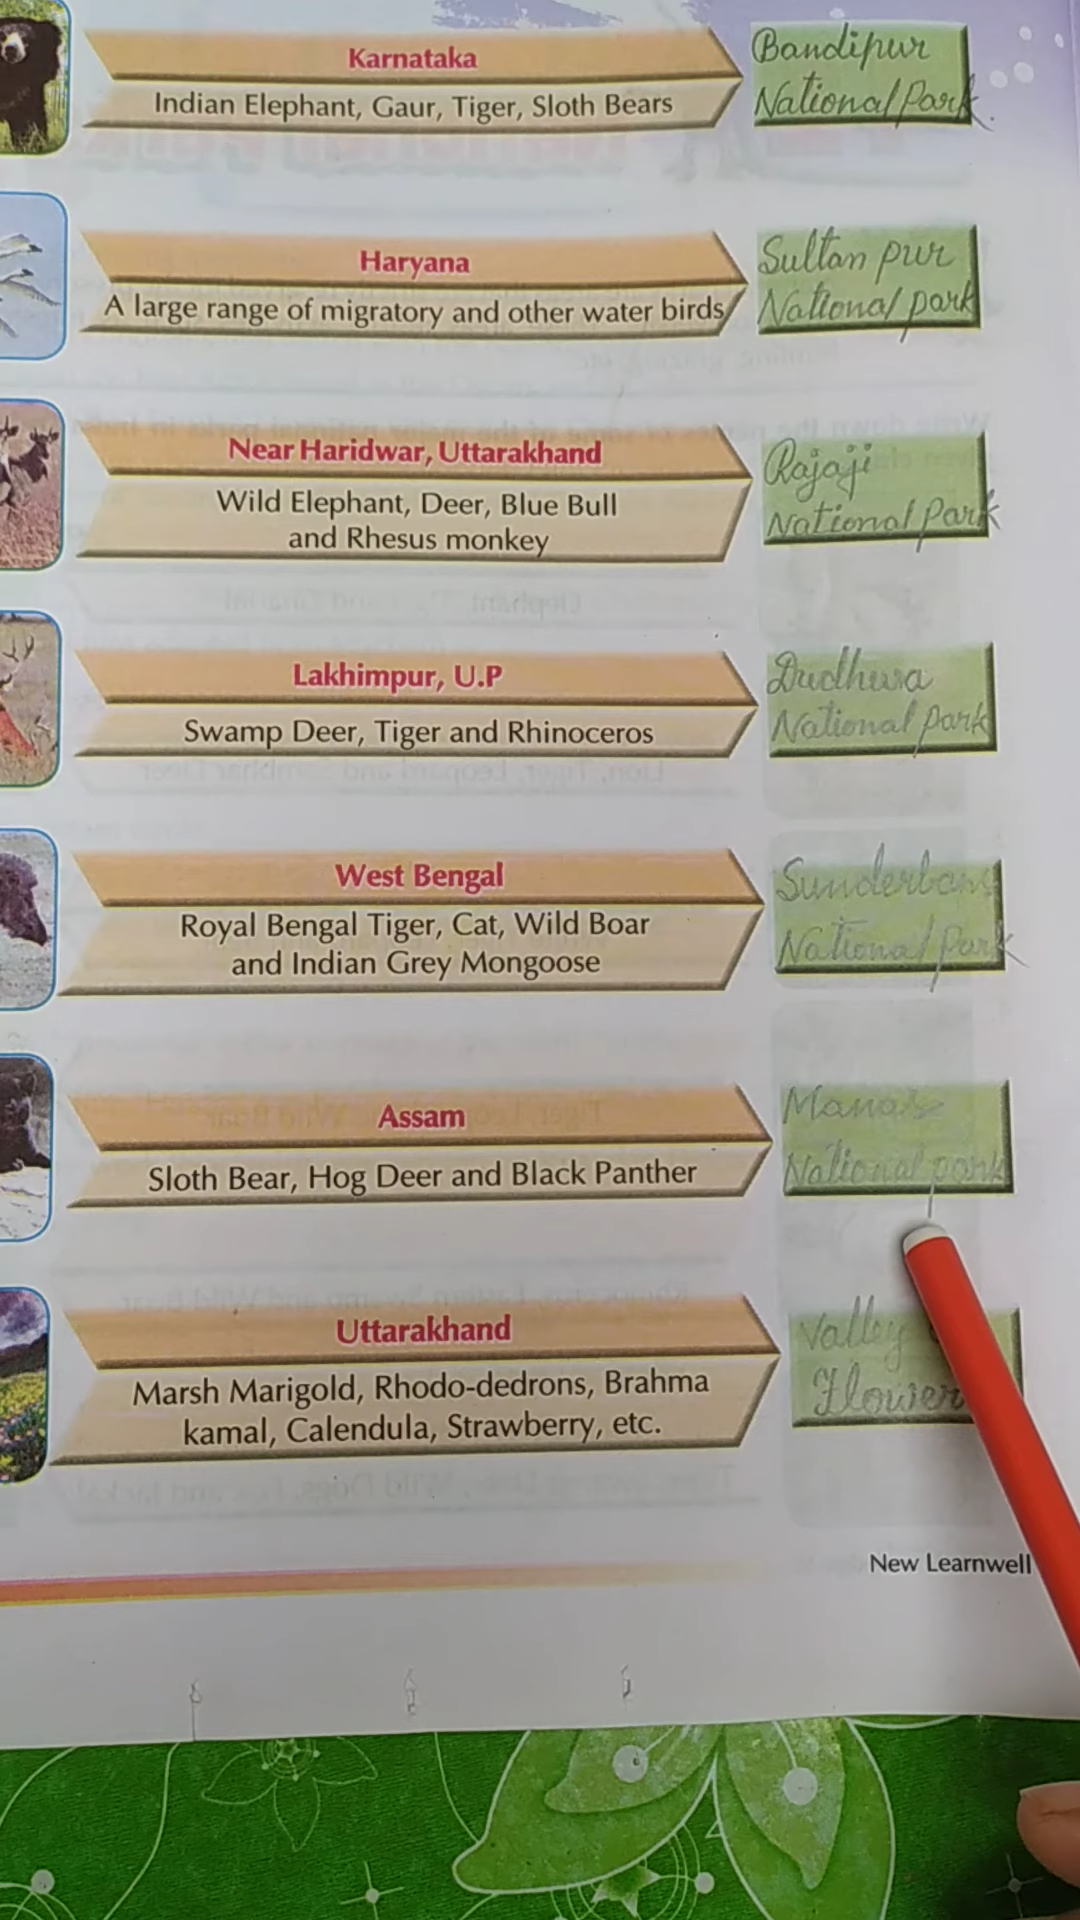 Karnataka
Indian Elephant, Gaur, Tiger, Sloth Bears
Bandipur
National Park.
Haryana
A large range of migratory and other water birds
Sultan pur
National park
Near Haridwar, Uttarakhand
Wild Elephant, Deer, Blue Bull
and Rhesus monkey
Rajaji
National Park
Lakhimpur, U.P
Swamp Deer, Tiger and Rhinoceros
Dudhwa
National park
West Bengal
Royal Bengal Tiger, Cat, Wild Boar
and Indian Grey Mongoose
Sunderbans
National Park
Assam
Sloth Bear, Hog Deer and Black Panther
Manas
National park
Uttarakhand
Marsh Marigold, Rhodo-dedrons, Brahma
kamal, Calendula, Strawberry, etc.
Valley
Flower
New Learnwell